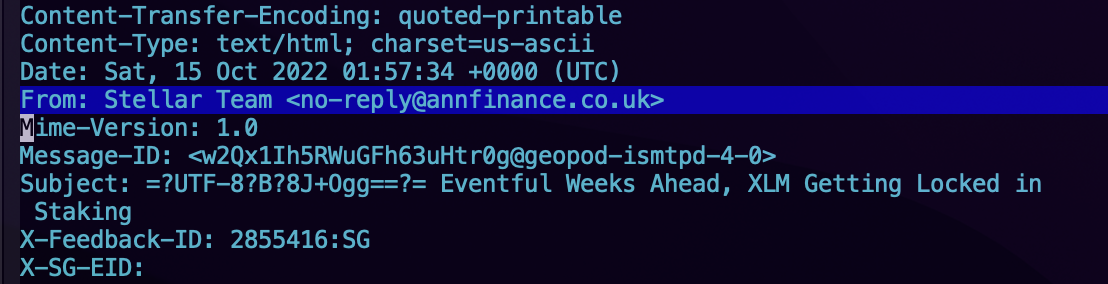 Content-Transfer-Encoding: quoted-printable
Content-Type: text/html; charset=us-ascii
Date: Sat, 15 Oct 2022 01:57:34 +0000 (UTC)
From: Stellar Team <no-reply@annfinance.co.uk>
Mime-Version: 1.0
Message-ID: <w2Qx1Ih5RWuGFh63uHtr0g@geopod-ismtpd-4-0>
Subject: =?UTF-8?B?8J+Ogg==?= Eventful Weeks Ahead, XLM Getting Locked in
Staking
X-Feedback-ID: 2855416:SG
X-SG-EID: